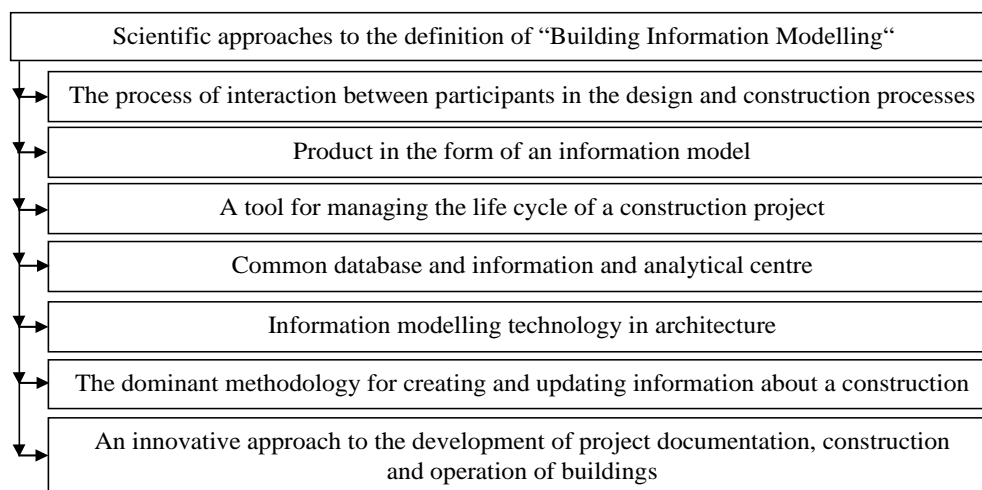 Scientific approaches to the definition of “Building Information Modelling“
The process of interaction between participants in the design and construction processes
Product in the form of an information model
A tool for managing the life cycle of a construction project
Common database and information and analytical centre
Information modelling technology in architecture
The dominant methodology for creating and updating information about a construction
An innovative approach to the development of project documentation, construction
and operation of buildings